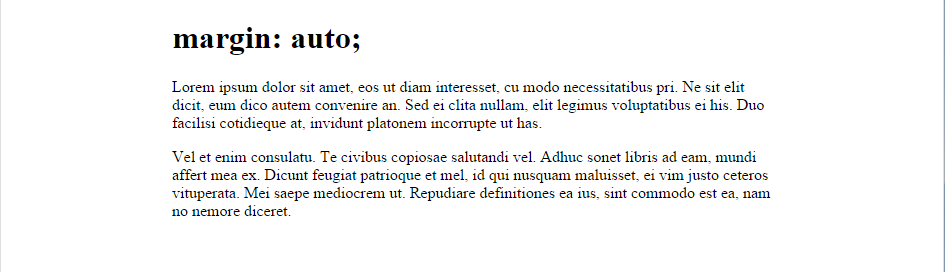 margin: auto;
Lorem ipsum dolor sit amet, eos ut diam interesset, cu modo necessitatibus pri. Ne sit elit
dicit, eum dico autem convenire an. Sed ei clita nullam, elit legimus voluptatibus ei his. Duo
facilisi cotidieque at, invidunt platonem incorrupte ut has.
Vel et enim consulatu. Te civibus copiosae salutandi vel. Adhuc sonet libris ad eam, mundi
affert mea ex. Dicunt feugiat patrioque et mel, id qui nusquam maluisset, ei vim justo ceteros
vituperata. Mei saepe mediocrem ut. Repudiare definitiones ea ius, sint commodo est ea, nam
no nemore diceret.